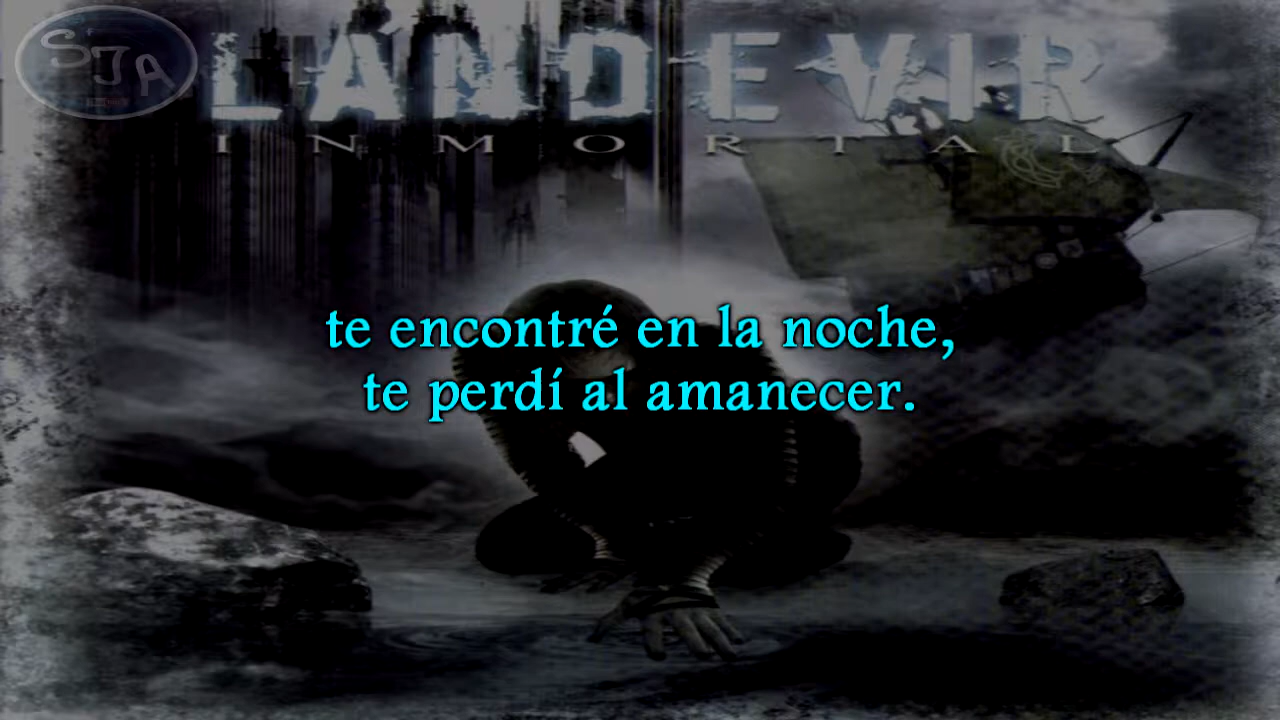 SJA
LÁNDEVIR
INMORTAL
te encontré en la noche,
te perdí al amanecer.